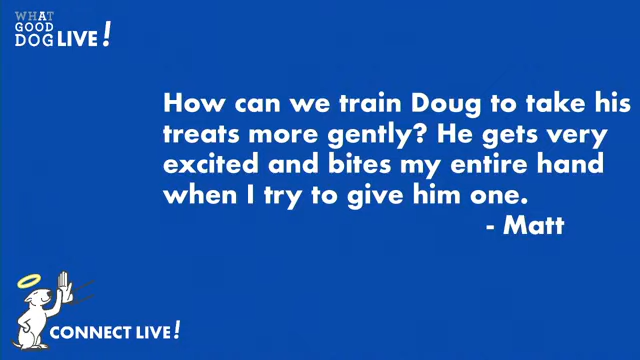 WHAT
GOOD
DOG LIVE!
How can we train Doug to take his
treats more gently? He gets very
excited and bites my entire hand
when I try to give him one.
- Matt
CONNECT LIVE!